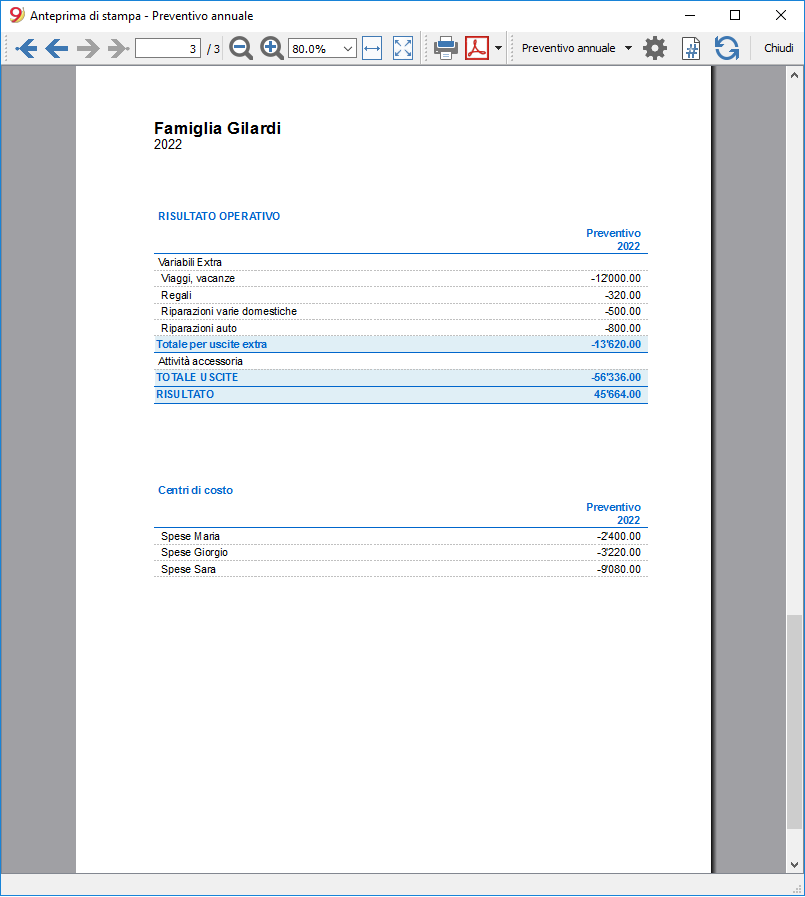 Anteprima di stampa - Preventivo annuale
3 / 3 80.0% Preventivo annuale # Chiudi
Famiglia Gilardi
2022
RISULTATO OPERATIVO
Preventivo
2022
Variabili Extra
Viaggi, vacanze -12'000.00
Regali -320.00
Riparazioni varie domestiche -500.00
Riparazioni auto -800.00
Totale per uscite extra -13'620.00
Attività accessoria
TOTALE USCITE -56'336.00
RISULTATO 45'664.00
Centri di costo
Preventivo
2022
Spese Maria -2'400.00
Spese Giorgio -3'220.00
Spese Sara -9'080.00